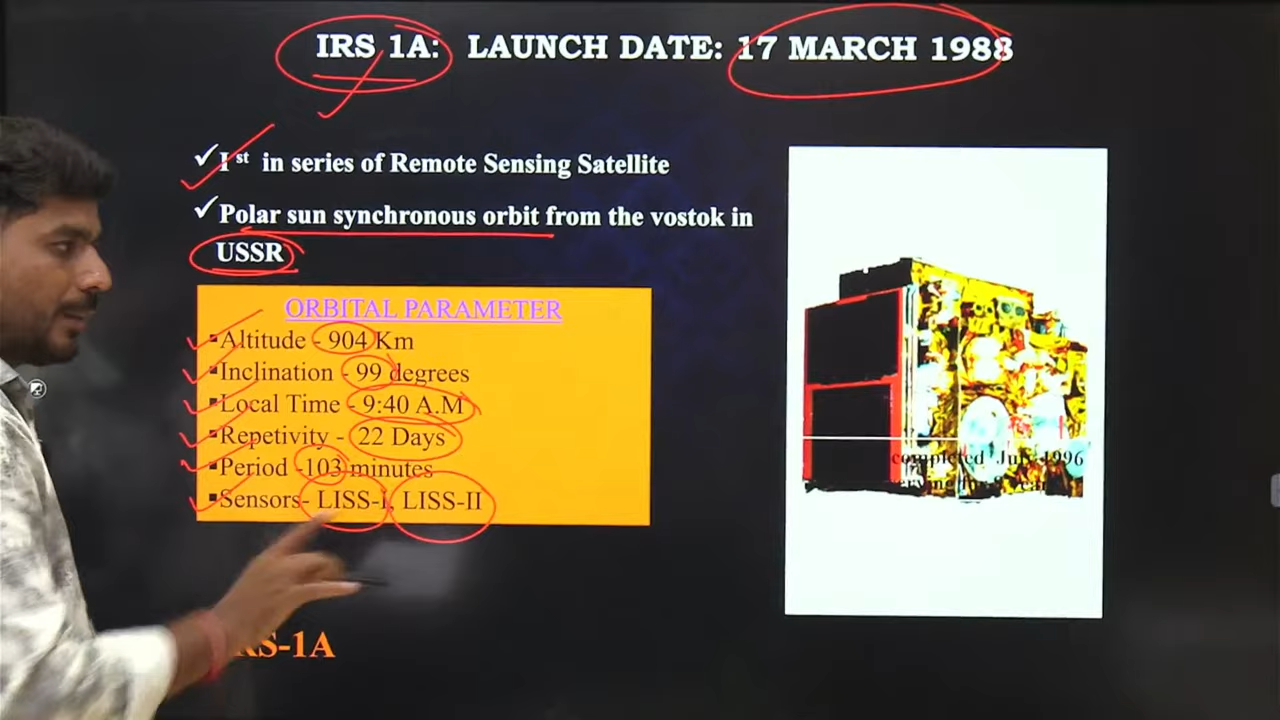 IRS 1A: LAUNCH DATE: 17 MARCH 1988
✓ Ist in series of Remote Sensing Satellite
✓ Polar sun synchronous orbit from the vostok in
USSR
ORBITAL PARAMETER
▪Altitude - 904 Km
▪Inclination - 99 degrees
▪Local Time - 9:40 A.M
▪Repetivity - 22 Days
▪Period -103 minutes
▪Sensors- LISS-I, LISS-II
completed July 1996
RS-1A